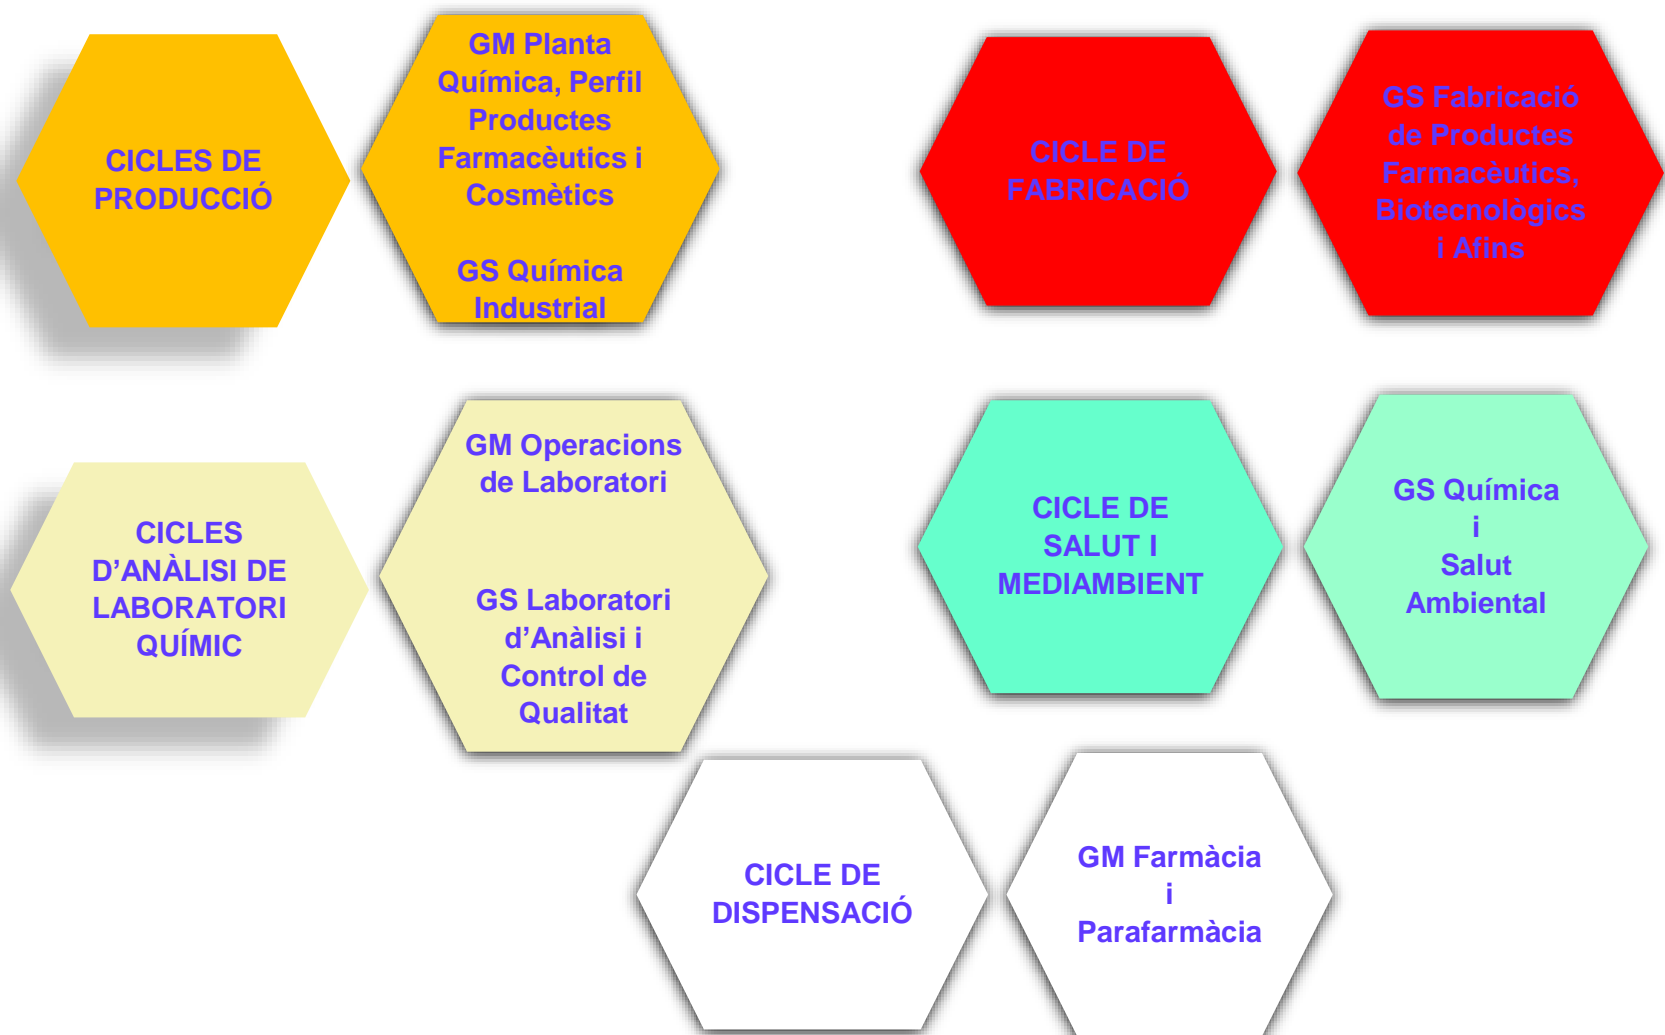 CICLES DE
PRODUCCIÓ
GM Planta
Química, Perfil
Productes
Farmacèutics i
Cosmètics
GS Química
Industrial
CICLE DE
FABRICACIÓ
GS Fabricació
de Productes
Farmacèutics,
Biotecnològics
i Afins
CICLES
D’ANÀLISI DE
LABORATORI
QUÍMIC
GM Operacions
de Laboratori
GS Laboratori
d’Anàlisi i
Control de
Qualitat
CICLE DE
SALUT I
MEDIAMBIENT
GS Química
i
Salut
Ambiental
CICLE DE
DISPENSACIÓ
GM Farmàcia
i
Parafarmàcia